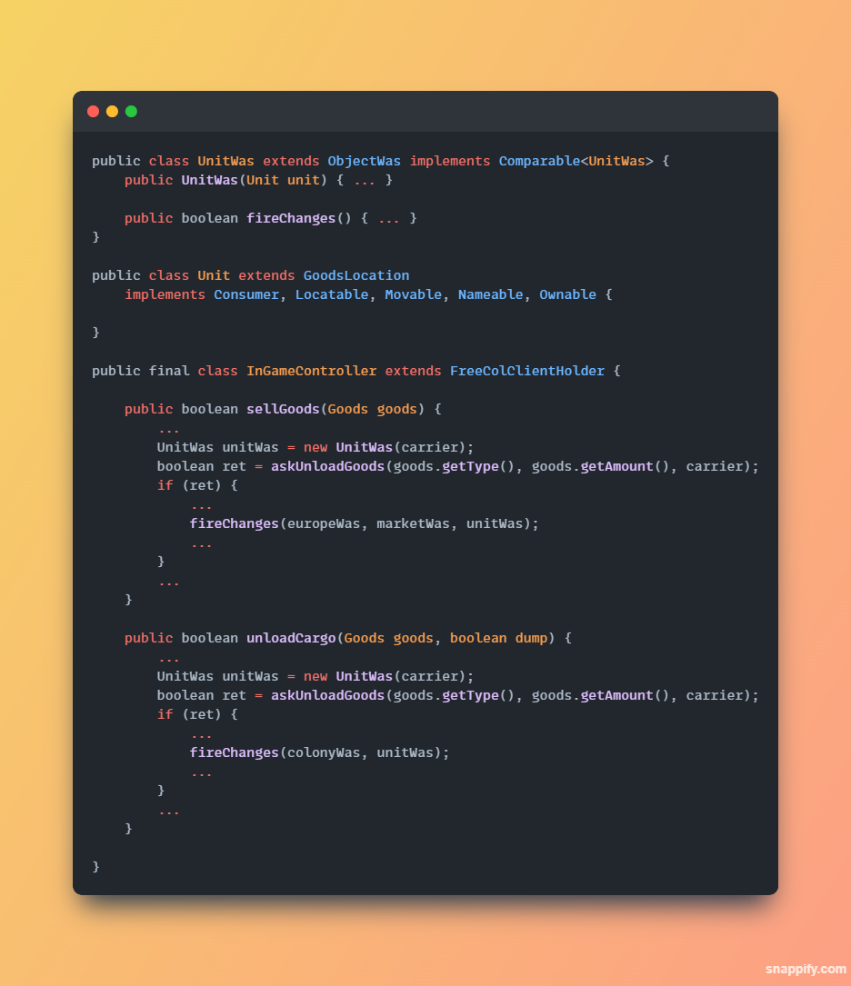 public class UnitWas extends ObjectWas implements Comparable<UnitWas> {
    public UnitWas(Unit unit) { ... }

    public boolean fireChanges() { ... }
}

public class Unit extends GoodsLocation
    implements Consumer, Locatable, Movable, Nameable, Ownable {

}

public final class InGameController extends FreeColClientHolder {

    public boolean sellGoods(Goods goods) {
        ...
        UnitWas unitWas = new UnitWas(carrier);
        boolean ret = askUnloadGoods(goods.getType(), goods.getAmount(), carrier);
        if (ret) {
            ...
            fireChanges(europeWas, marketWas, unitWas);
            ...
        }
        ...
    }

    public boolean unloadCargo(Goods goods, boolean dump) {
        ...
        UnitWas unitWas = new UnitWas(carrier);
        boolean ret = askUnloadGoods(goods.getType(), goods.getAmount(), carrier);
        if (ret) {
            ...
            fireChanges(colonyWas, unitWas);
            ...
        }
        ...
    }

}
snappify.com